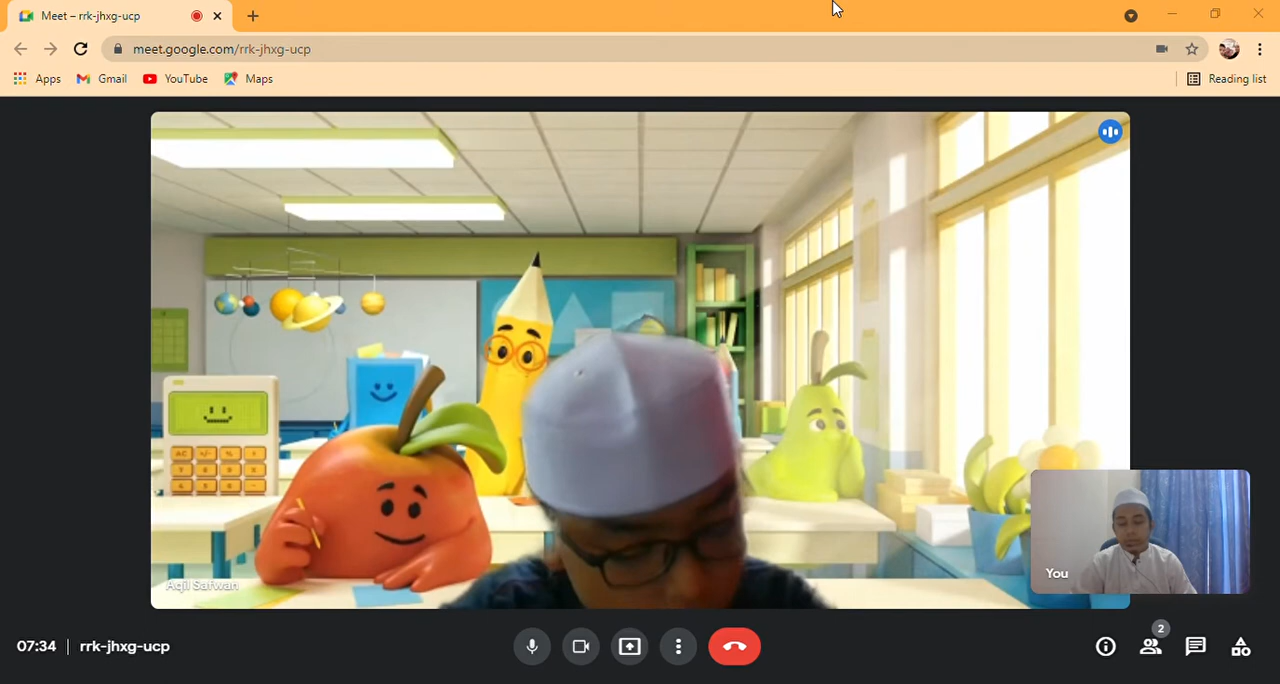 Meet – rrk-jhxg-ucp
meet.google.com/rrk-jhxg-ucp
Apps Gmail YouTube Maps Reading list
AC +/- % ÷
Aqil Safwan
You
07:34 | rrk-jhxg-ucp
2